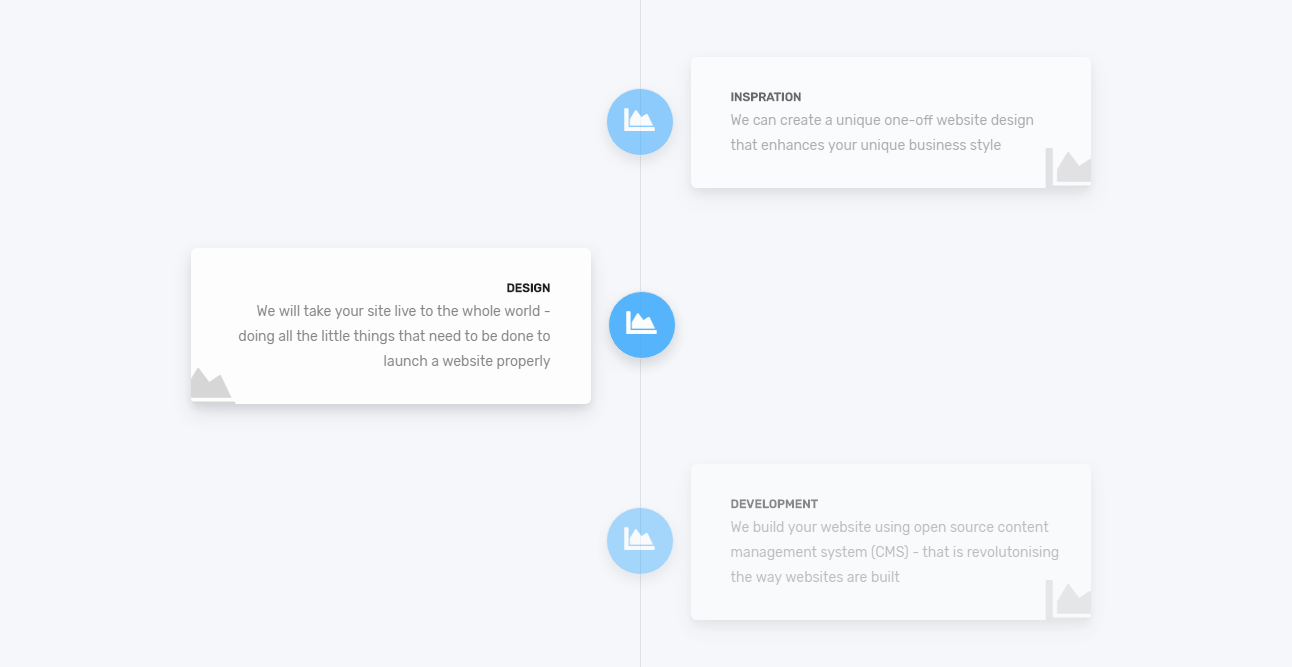 INSPRATION
We can create a unique one-off website design
that enhances your unique business style
DESIGN
We will take your site live to the whole world -
doing all the little things that need to be done to
launch a website properly
DEVELOPMENT
We build your website using open source content
management system (CMS) - that is revolutonising
the way websites are built